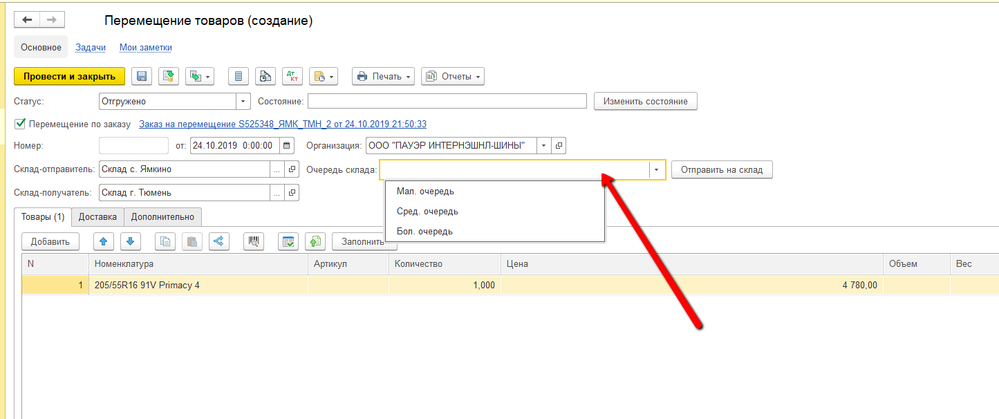 Перемещение товаров (создание)
Основное Задачи Мои заметки
Провести и закрыть Дт Кт Печать Отчеты
Статус: Отгружено Состояние: Изменить состояние
Перемещение по заказу Заказ на перемещение S525348_ЯМК_ТМН_2 от 24.10.2019 21:50:33
Номер: от: 24.10.2019 0:00:00 Организация: ООО "ПАУЭР ИНТЕРНЭШНЛ-ШИНЫ"
Склад-отправитель: Склад с. Ямкино ... Очередь склада: Отправить на склад
Склад-получатель: Склад г. Тюмень ...
Мал. очередь
Сред. очередь
Бол. очередь
Товары (1) Доставка Дополнительно
Добавить Заполнить
N Номенклатура Артикул Количество Цена Объем Вес
1 205/55R16 91V Primacy 4 1,000 4 780,00